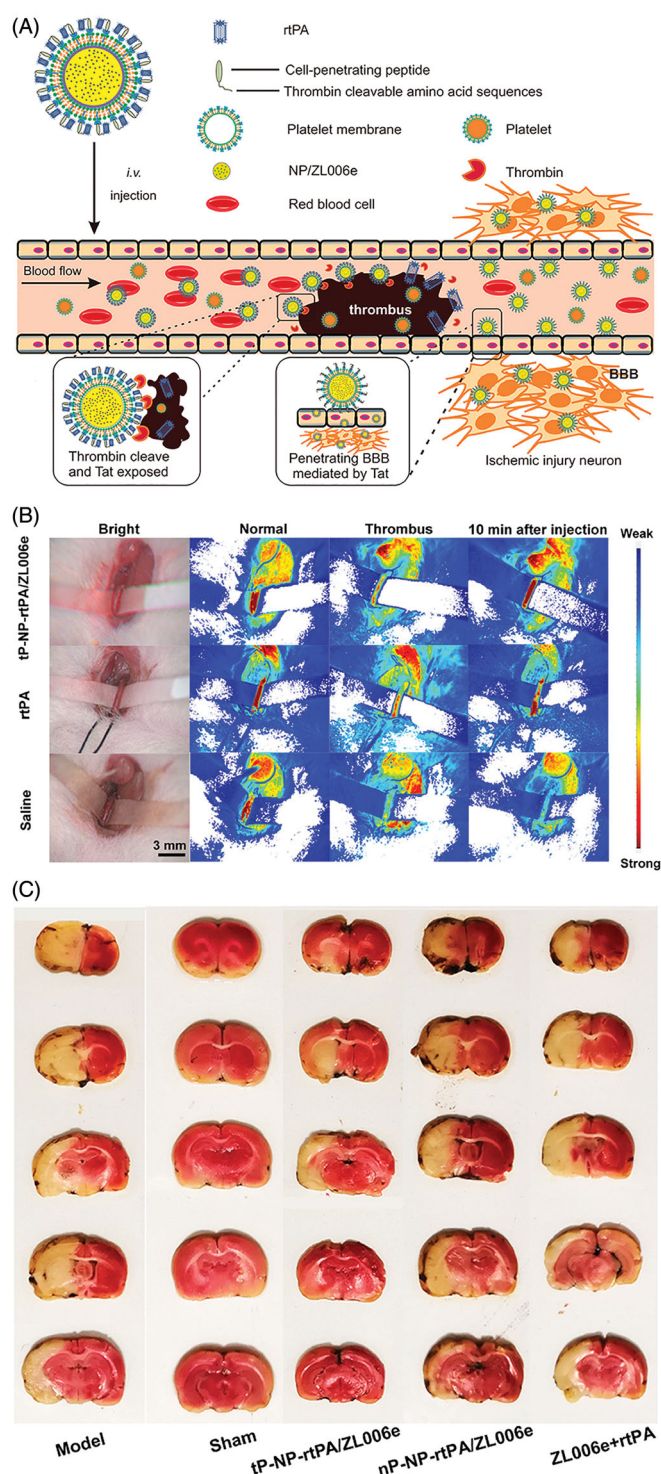 (A)
rtPA
Cell-penetrating peptide
Thrombin cleavable amino acid sequences
Platelet membrane
Platelet
i.v.
injection
NP/ZL006e
Thrombin
Red blood cell
Blood flow
thrombus
BBB
Thrombin cleave
and Tat exposed
Penetrating BBB
mediated by Tat
Ischemic injury neuron
(B)
Bright
Normal
Thrombus
10 min after injection
Weak
tP-NP-rtPA/ZL006e
rtPA
Saline
3 mm
Strong
(C)
Model
Sham
tP-NP-rtPA/ZL006e
nP-NP-rtPA/ZL006e
ZL006e+rtPA